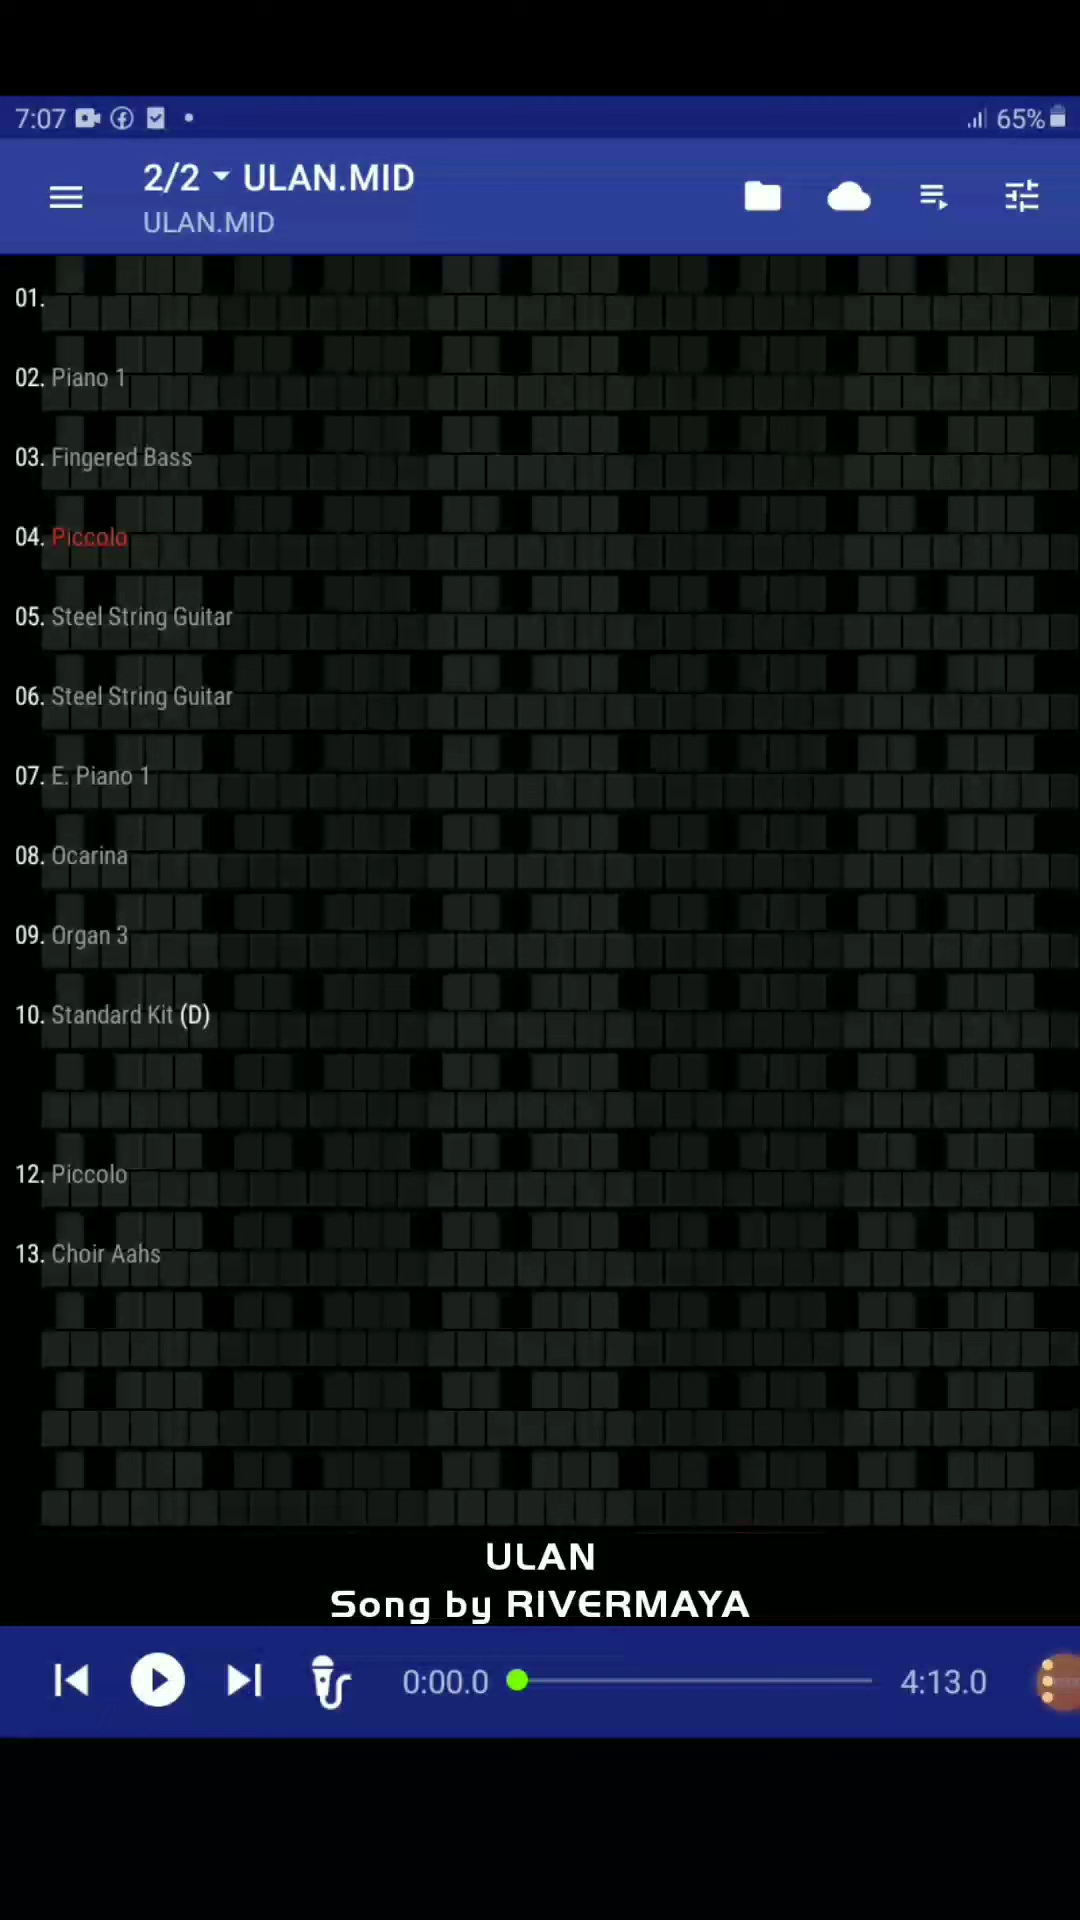 7:07
65%
2/2 ULAN.MID
ULAN.MID
01.
02. Piano 1
03. Fingered Bass
04. Piccolo
05. Steel String Guitar
06. Steel String Guitar
07. E. Piano 1
08. Ocarina
09. Organ 3
10. Standard Kit (D)
12. Piccolo
13. Choir Aahs
ULAN
Song by RIVERMAYA
0:00.0
4:13.0